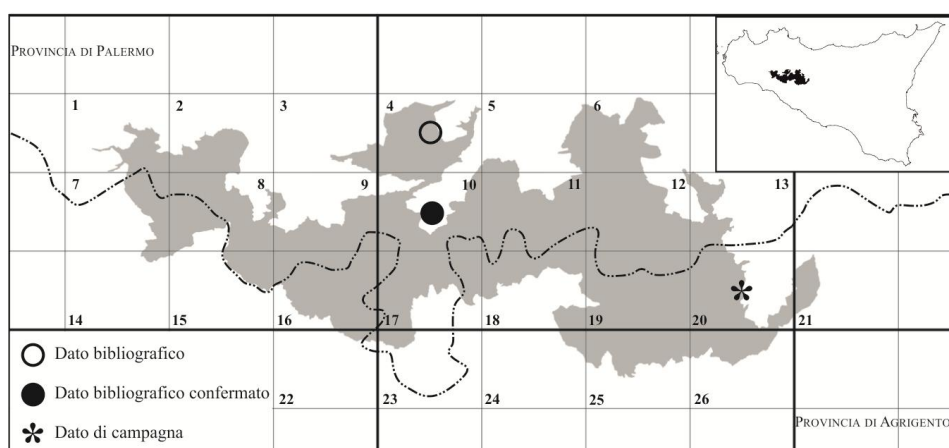 PROVINCIA DI PALERMO
1 2 3 4 5 6
7 8 9 10 11 12 13
14 15 16 17 18 19 20 21
Dato bibliografico
Dato bibliografico confermato
22 23 24 25 26
Dato di campagna
PROVINCIA DI AGRIGENTO